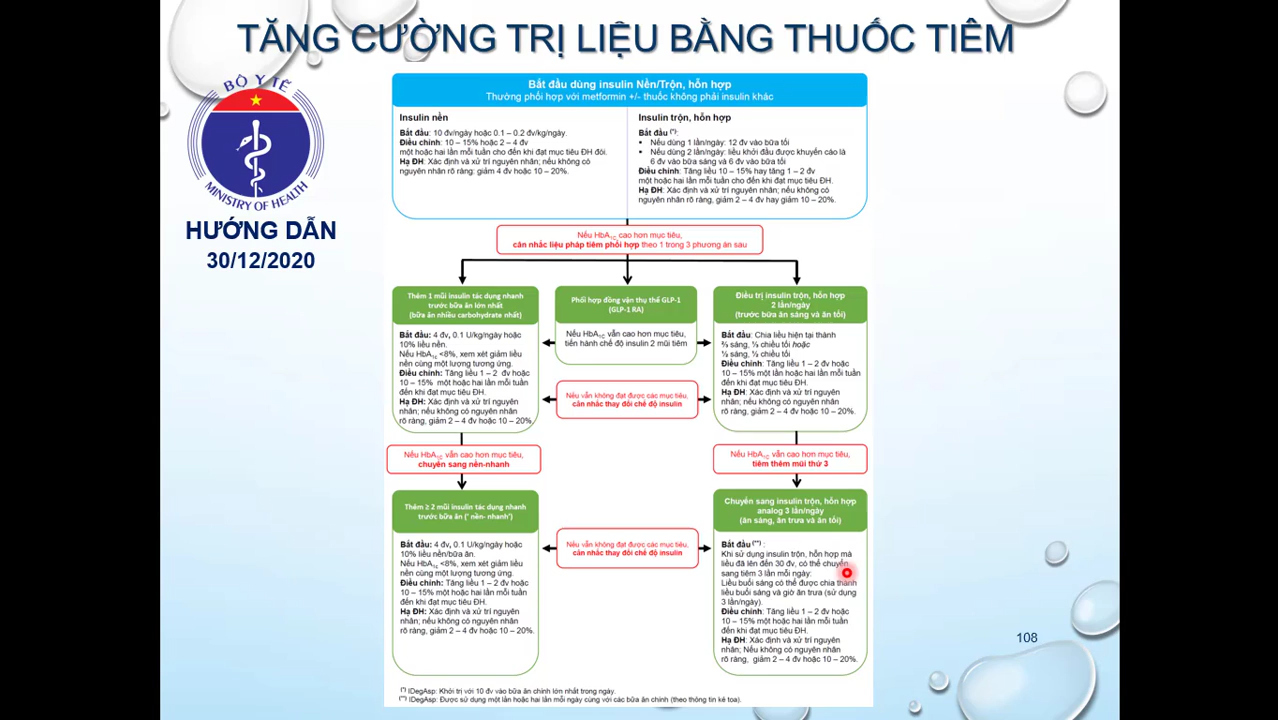 TĂNG CƯỜNG TRỊ LIỆU BẰNG THUỐC TIÊM
BỘ Y TẾ
MINISTRY OF HEALTH
HƯỚNG DẪN
30/12/2020
Bắt đầu dùng insulin Nền/Trộn, hỗn hợp
Thường phối hợp với metformin +/- thuốc không phải insulin khác
Insulin nền
Bắt đầu: 10 đv/ngày hoặc 0.1 – 0.2 đv/kg/ngày.
Điều chỉnh: 10 – 15% hoặc 2 – 4 đv
một hoặc hai lần mỗi tuần cho đến khi đạt mục tiêu ĐH đói.
Hạ ĐH: Xác định và xử trí nguyên nhân; nếu không có
nguyên nhân rõ ràng: giảm 4 đv hoặc 10 – 20%.
Insulin trộn, hỗn hợp
Bắt đầu (*):
▪ Nếu dùng 1 lần/ngày: 12 đv vào bữa tối
▪ Nếu dùng 2 lần/ngày: liều khởi đầu được khuyến cáo là
6 đv vào bữa sáng và 6 đv vào bữa tối
Điều chỉnh: Tăng liều 10 – 15% hay tăng 1 – 2 đv
một hoặc hai lần mỗi tuần cho đến khi đạt mục tiêu ĐH.
Hạ ĐH: Xác định và xử trí nguyên nhân; nếu không có
nguyên nhân rõ ràng, giảm 2 – 4 đv hay giảm 10 – 20%.
Nếu HbA1C cao hơn mục tiêu,
cân nhắc liệu pháp tiêm phối hợp theo 1 trong 3 phương án sau
Thêm 1 mũi insulin tác dụng nhanh
trước bữa ăn lớn nhất
(bữa ăn nhiều carbohydrate nhất)
Bắt đầu: 4 đv, 0.1 U/kg/ngày hoặc
10% liều nền.
Nếu HbA1c <8%, xem xét giảm liều
nền cùng một lượng tương ứng.
Điều chỉnh: Tăng liều 1 – 2 đv hoặc
10 – 15% một hoặc hai lần mỗi tuần
đến khi đạt mục tiêu ĐH.
Hạ ĐH: Xác định và xử trí nguyên
nhân; nếu không có nguyên nhân
rõ ràng, giảm 2 – 4 đv hoặc 10 – 20%.
Phối hợp đồng vận thụ thể GLP-1
(GLP-1 RA)
Nếu HbA1C vẫn cao hơn mục tiêu,
tiến hành chế độ insulin 2 mũi tiêm
Điều trị insulin trộn, hỗn hợp
2 lần/ngày
(trước bữa ăn sáng và ăn tối)
Bắt đầu: Chia liều hiện tại thành
⅔ sáng, ⅓ chiều tối hoặc
½ sáng, ½ chiều tối
Điều chỉnh: Tăng liều 1 – 2 đv hoặc
10 – 15% một lần hoặc hai lần mỗi tuần
đến khi đạt mục tiêu ĐH.
Hạ ĐH: Xác định và xử trí nguyên
nhân; nếu không có nguyên nhân
rõ ràng, giảm 2 – 4 đv hoặc 10 – 20%.
Nếu vẫn không đạt được các mục tiêu,
cân nhắc thay đổi chế độ insulin
Nếu HbA1C vẫn cao hơn mục tiêu,
chuyển sang nền-nhanh
Nếu HbA1C vẫn cao hơn mục tiêu,
tiêm thêm mũi thứ 3
Thêm ≥ 2 mũi insulin tác dụng nhanh
trước bữa ăn (" nền- nhanh")
Bắt đầu: 4 đv, 0.1 U/kg/ngày hoặc
10% liều nền/bữa ăn.
Nếu HbA1c <8%, xem xét giảm liều
nền cùng một lượng tương ứng.
Điều chỉnh: Tăng liều 1 – 2 đv hoặc
10 – 15% một hoặc hai lần mỗi tuần
đến khi đạt mục tiêu ĐH.
Hạ ĐH: Xác định và xử trí nguyên
nhân; nếu không có nguyên nhân
rõ ràng, giảm 2 – 4 đv hoặc 10 – 20%.
Nếu vẫn không đạt được các mục tiêu,
cân nhắc thay đổi chế độ insulin
Chuyển sang insulin trộn, hỗn hợp
analog 3 lần/ngày
(ăn sáng, ăn trưa và ăn tối)
Bắt đầu (**) :
Khi sử dụng insulin trộn, hỗn hợp mà
liều đã lên đến 30 đv, có thể chuyển
sang tiêm 3 lần mỗi ngày:
Liều buổi sáng có thể được chia thành
liều buổi sáng và giờ ăn trưa (sử dụng
3 lần/ngày).
Điều chỉnh: Tăng liều 1 – 2 đv hoặc
10 – 15% một hoặc hai lần mỗi tuần
đến khi đạt mục tiêu ĐH.
Hạ ĐH: Xác định và xử trí nguyên
nhân; Nếu không có nguyên nhân
rõ ràng, giảm 2 – 4 đv hoặc 10 – 20%.
108
(*) IDegAsp: Khởi trị với 10 đv vào bữa ăn chính lớn nhất trong ngày.
(**) IDegAsp: Được sử dụng một lần hoặc hai lần mỗi ngày cùng với các bữa ăn chính (theo thông tin kê toa).